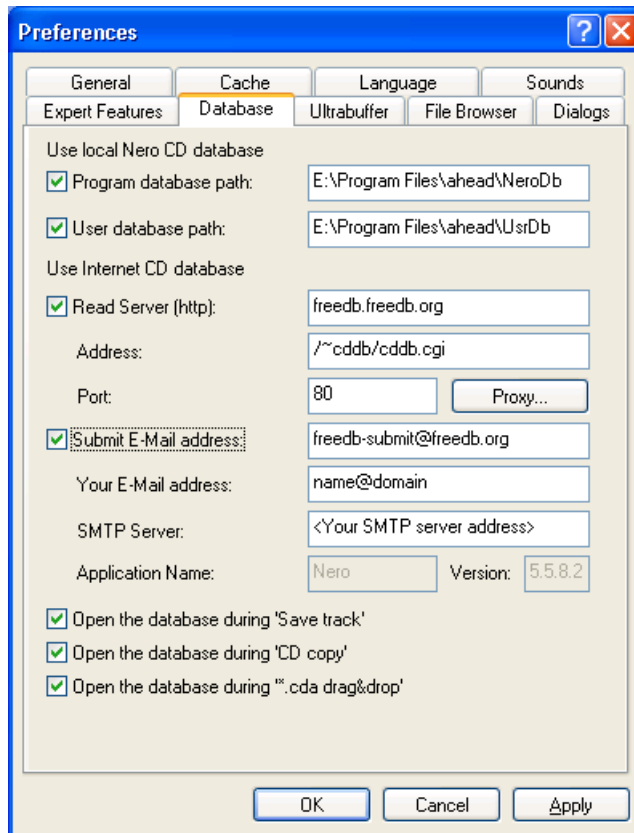 Preferences
General Cache Language Sounds
Expert Features Database Ultrabuffer File Browser Dialogs
Use local Nero CD database
Program database path: E:\Program Files\ahead\NeroDb
User database path: E:\Program Files\ahead\UsrDb
Use Internet CD database
Read Server (http): freedb.freedb.org
Address: /~cddb/cddb.cgi
Port: 80 Proxy...
Submit E-Mail address: freedb-submit@freedb.org
Your E-Mail address: name@domain
SMTP Server: <Your SMTP server address>
Application Name: Nero Version: 5.5.8.2
Open the database during 'Save track'
Open the database during 'CD copy'
Open the database during '*.cda drag&drop'
OK Cancel Apply